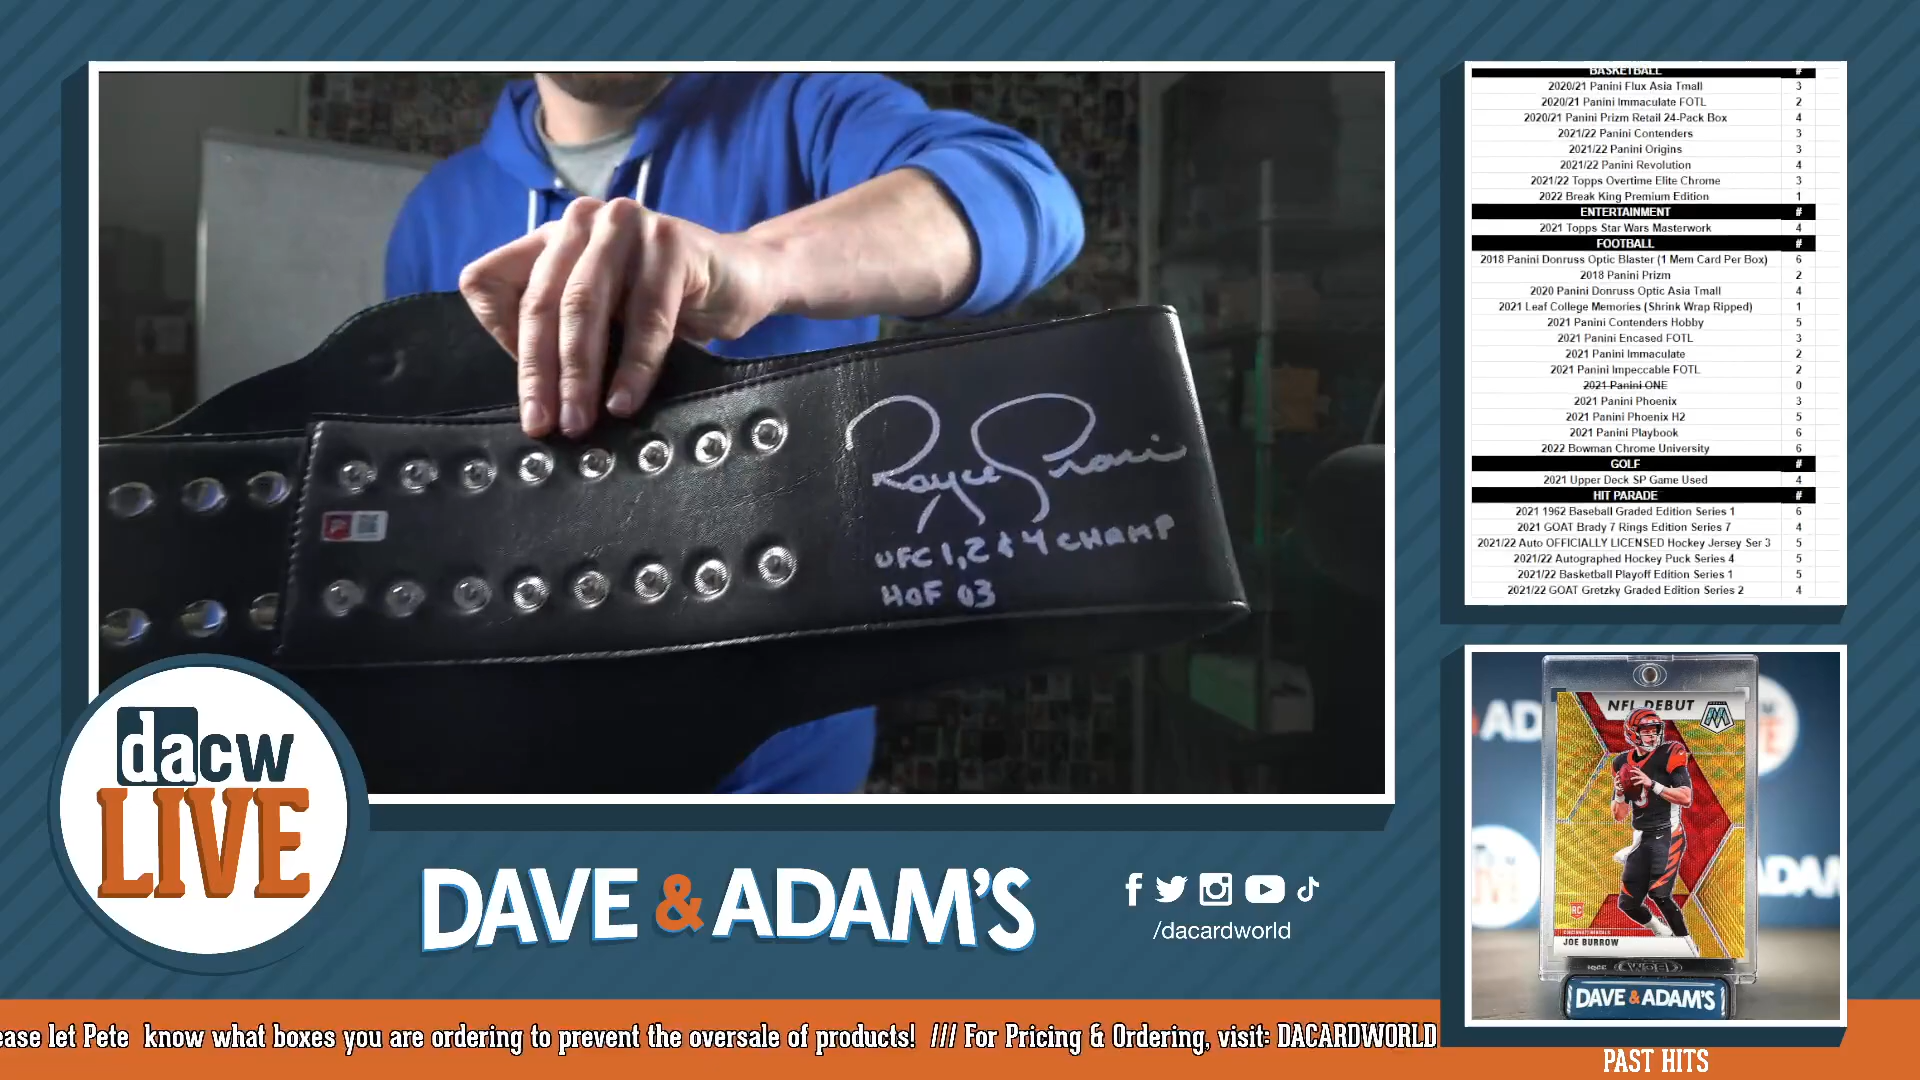 Royce Gracie
UFC 1, 2 & 4 CHAMP
HOF 03
BASKETBALL #
2020/21 Panini Flux Asia Tmall 3
2020/21 Panini Immaculate FOTL 2
2020/21 Panini Prizm Retail 24-Pack Box 4
2021/22 Panini Contenders 3
2021/22 Panini Origins 3
2021/22 Panini Revolution 4
2021/22 Topps Overtime Elite Chrome 3
2022 Break King Premium Edition 1
ENTERTAINMENT #
2021 Topps Star Wars Masterwork 4
FOOTBALL #
2018 Panini Donruss Optic Blaster (1 Mem Card Per Box) 6
2018 Panini Prizm 2
2020 Panini Donruss Optic Asia Tmall 4
2021 Leaf College Memories (Shrink Wrap Ripped) 1
2021 Panini Contenders Hobby 5
2021 Panini Encased FOTL 3
2021 Panini Immaculate 2
2021 Panini Impeccable FOTL 2
2021 Panini ONE 0
2021 Panini Phoenix 3
2021 Panini Phoenix H2 5
2021 Panini Playbook 6
2022 Bowman Chrome University 6
GOLF #
2021 Upper Deck SP Game Used 4
HIT PARADE #
2021 1962 Baseball Graded Edition Series 1 6
2021 GOAT Brady 7 Rings Edition Series 7 4
2021/22 Auto OFFICIALLY LICENSED Hockey Jersey Ser 3 5
2021/22 Autographed Hockey Puck Series 4 5
2021/22 Basketball Playoff Edition Series 1 5
2021/22 GOAT Gretzky Graded Edition Series 2 4
NFL DEBUT
RC
JOE BURROW
DAVE & ADAM'S
dacw
LIVE
DAVE & ADAM'S
/dacardworld
ease let Pete know what boxes you are ordering to prevent the oversale of products! /// For Pricing & Ordering, visit: DACARDWORLD
PAST HITS